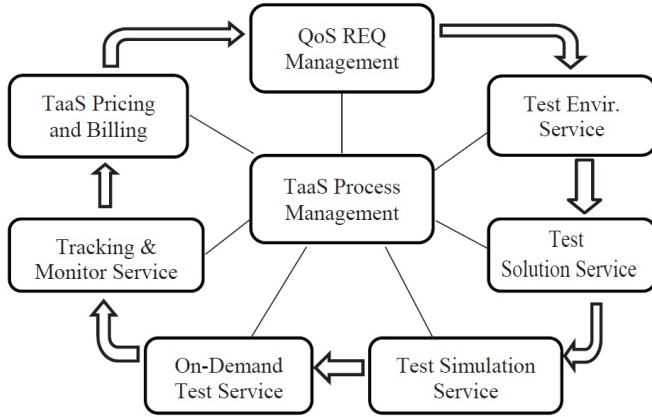 QoS REQ
Management
TaaS Pricing
and Billing
Test Envir.
Service
TaaS Process
Management
Tracking &
Monitor Service
Test
Solution Service
On-Demand
Test Service
Test Simulation
Service